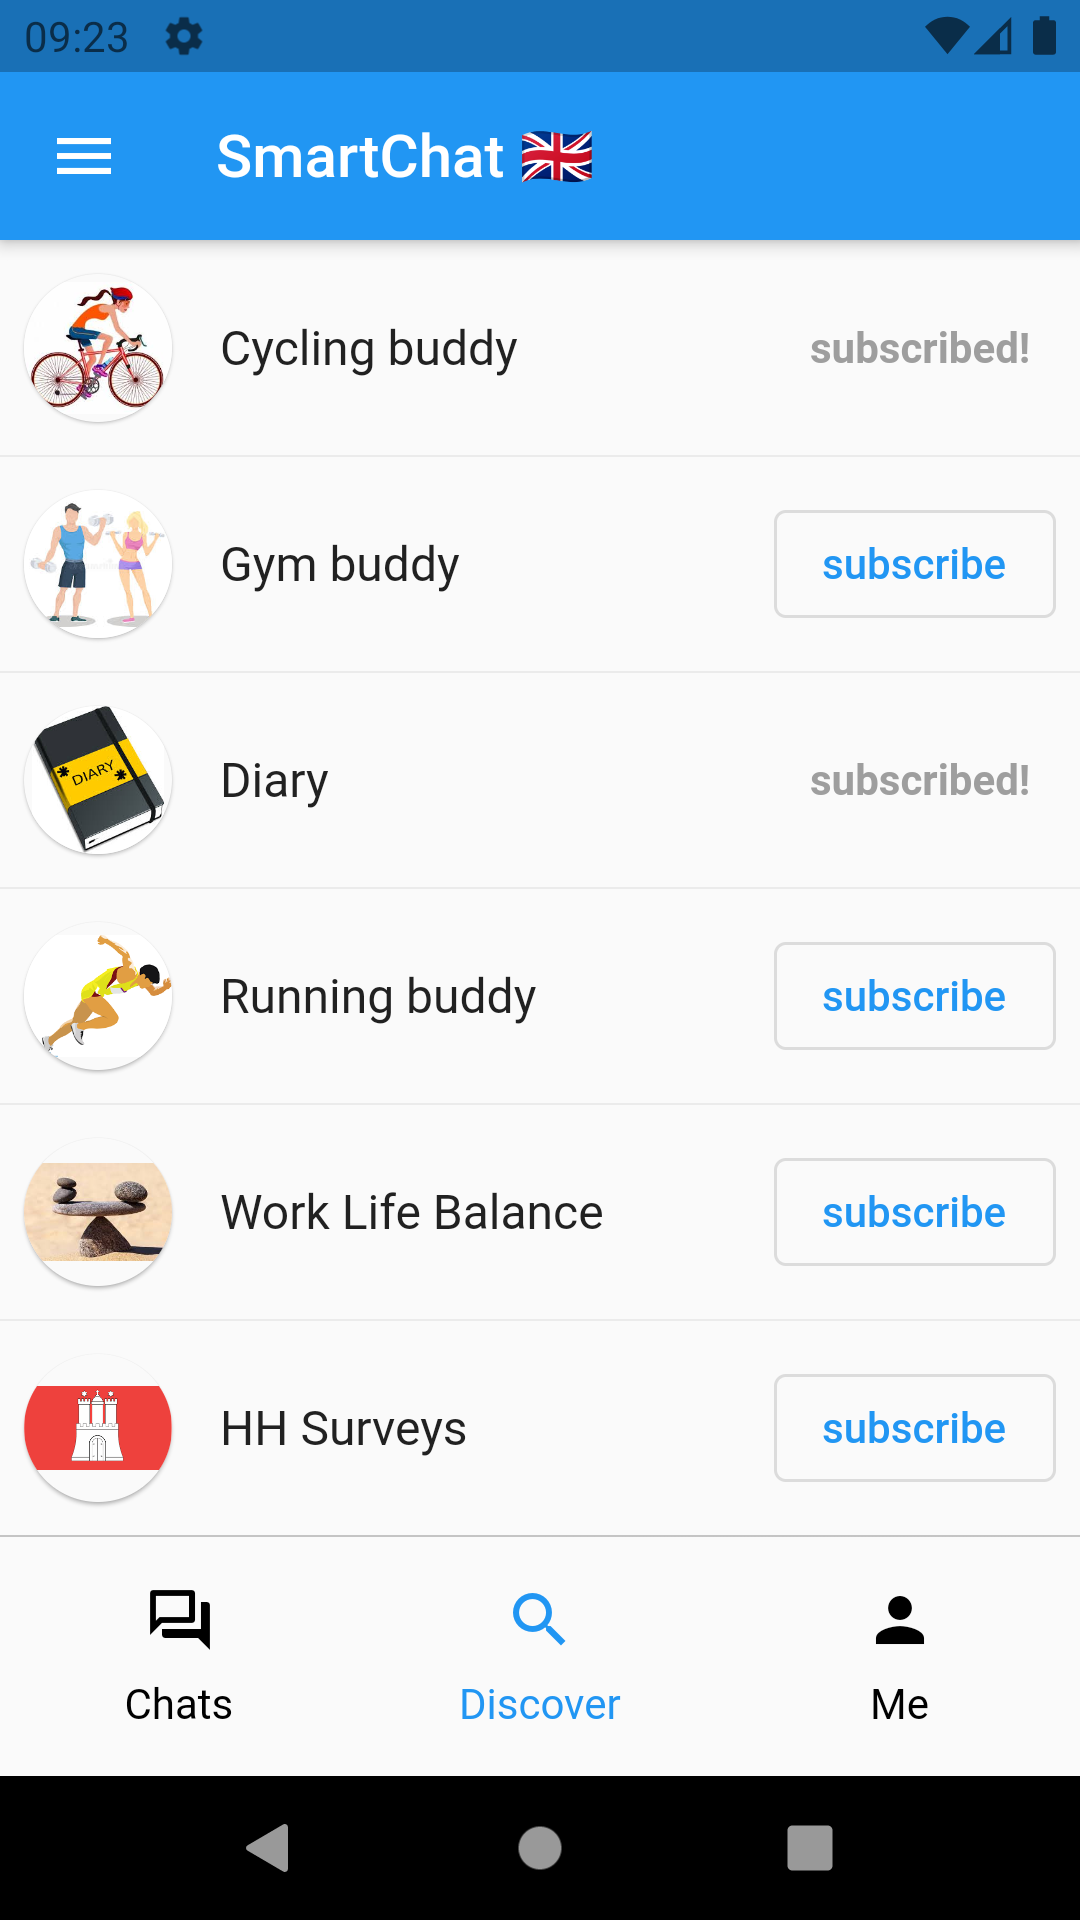 09:23
SmartChat 🇬🇧
Cycling buddy subscribed!
Gym buddy subscribe
DIARY
Diary subscribed!
Running buddy subscribe
Work Life Balance subscribe
HH Surveys subscribe
Chats Discover Me